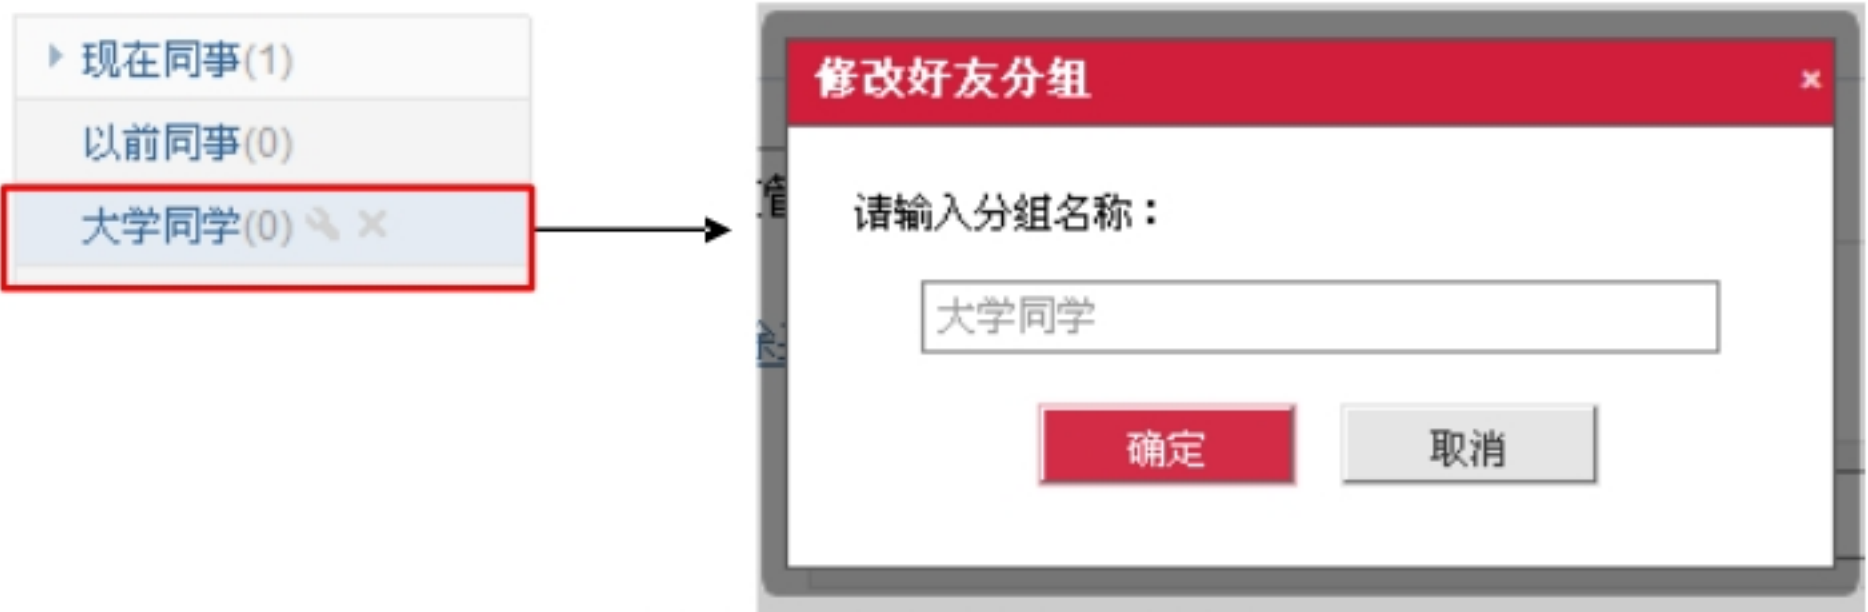 现在同事(1)
以前同事(0)
大学同学(0)
修改好友分组
请输入分组名称：
大学同学
确定
取消